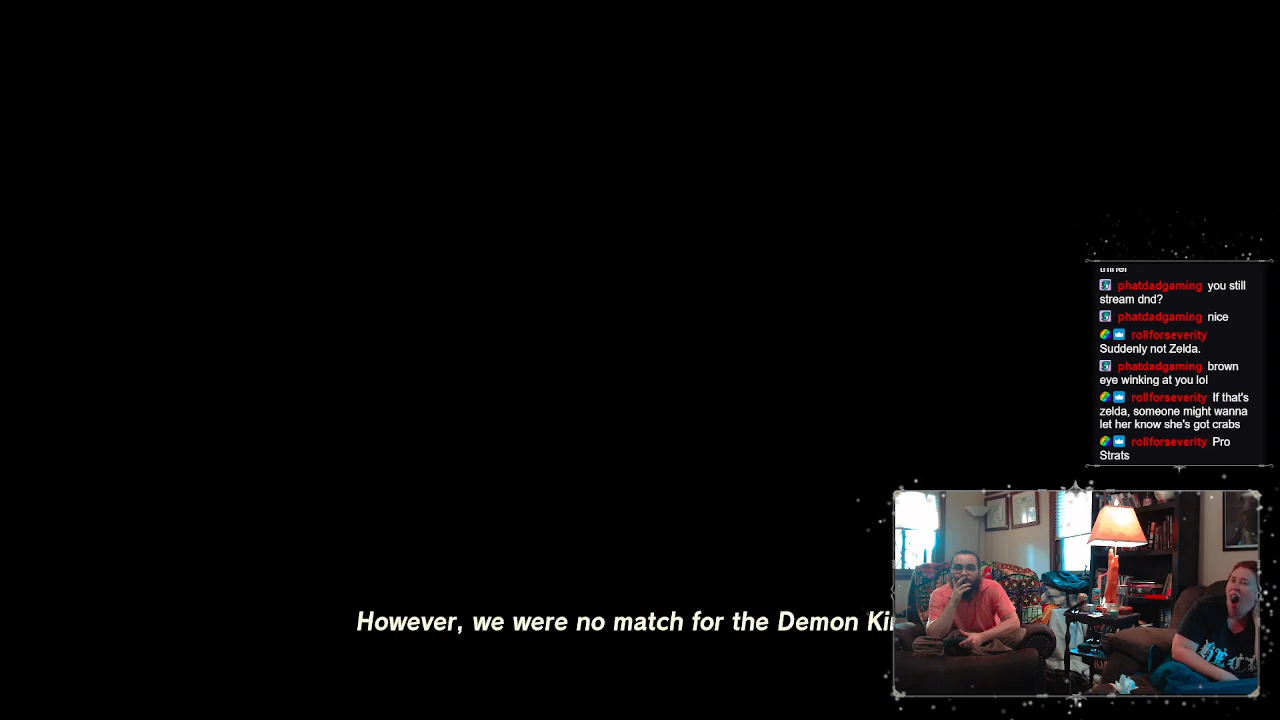 phatdadgaming you still
stream dnd?
phatdadgaming nice
rollforseverity
Suddenly not Zelda.
phatdadgaming brown
eye winking at you lol
rollforseverity If that's
zelda, someone might wanna
let her know she's got crabs
rollforseverity Pro
Strats
However, we were no match for the Demon